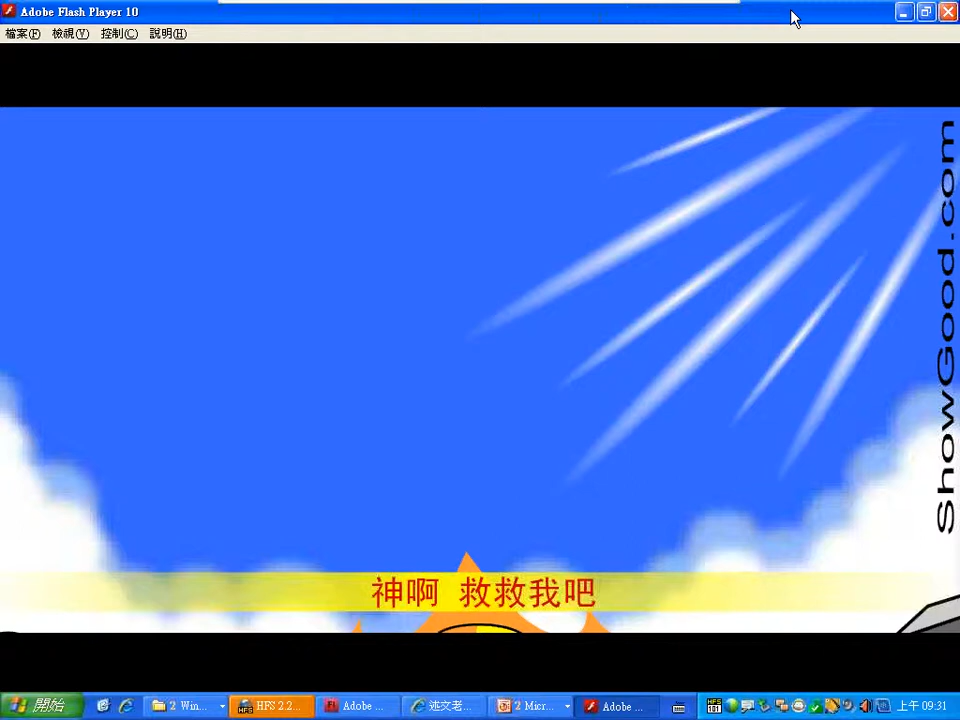 Adobe Flash Player 10
檔案(F) 檢視(V) 控制(C) 說明(H)
ShowGood.com
神啊 救救我吧
開始
2 Win...
HFS 2.2...
Adobe ...
述文老...
2 Micr...
Adobe ...
上午 09:31